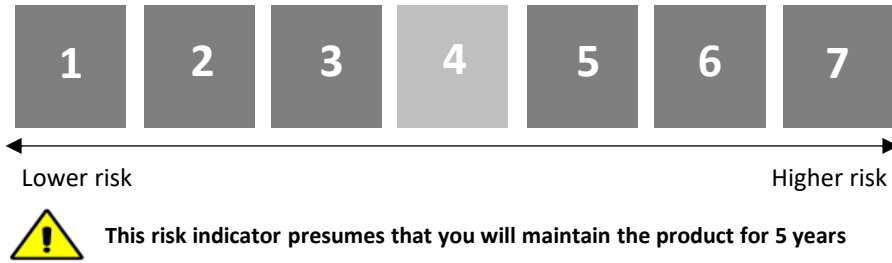 1 2 3 4 5 6 7
Lower risk Higher risk
! This risk indicator presumes that you will maintain the product for 5 years